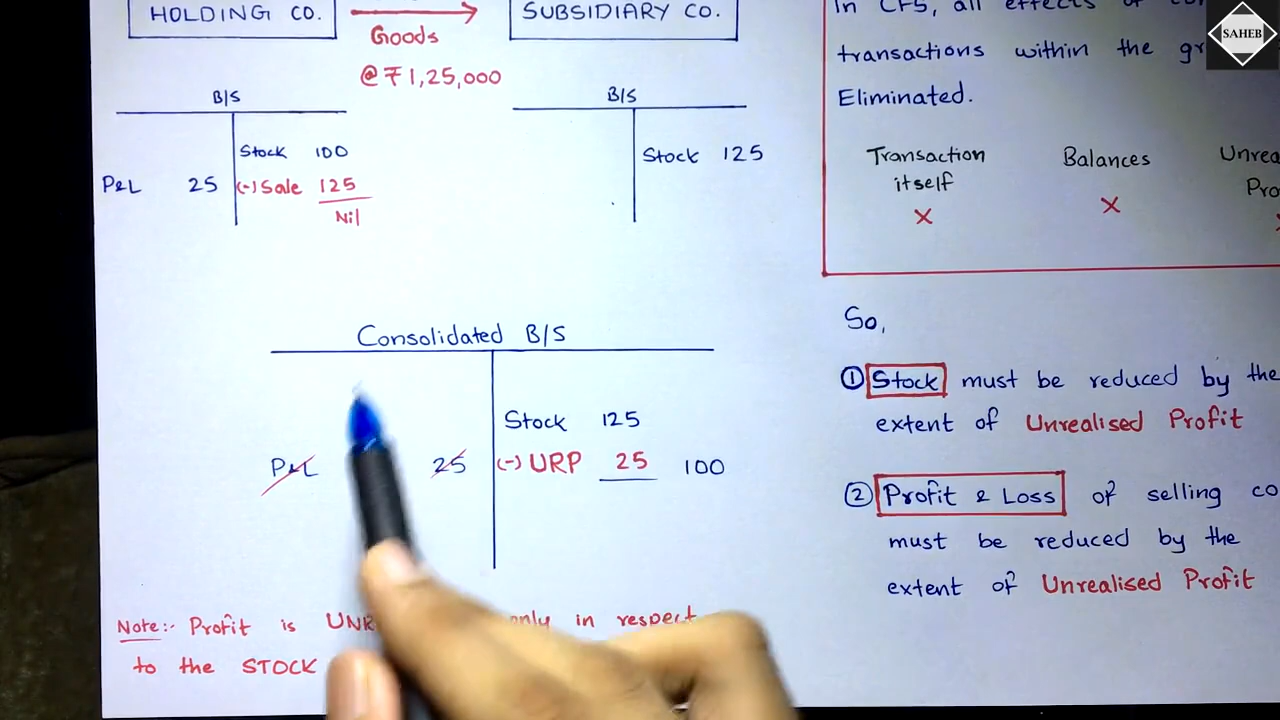 HOLDING CO.
SUBSIDIARY CO.
Goods
@ ₹1,25,000
B/S
Stock 100
P&L 25 (-) Sale 125
Nil
B/S
Stock 125
In CFS, all effects of
transactions within the
Eliminated.
Transaction
itself
X
Balances
X
SAHEB
Consolidated B/S
Stock 125
P&L 25 (-) URP 25 100
Note:- Profit is only in respect
to the STOCK
So,
① Stock must be reduced by the
extent of Unrealised Profit
② Profit & Loss of selling
must be reduced by the
extent of Unrealised Profit